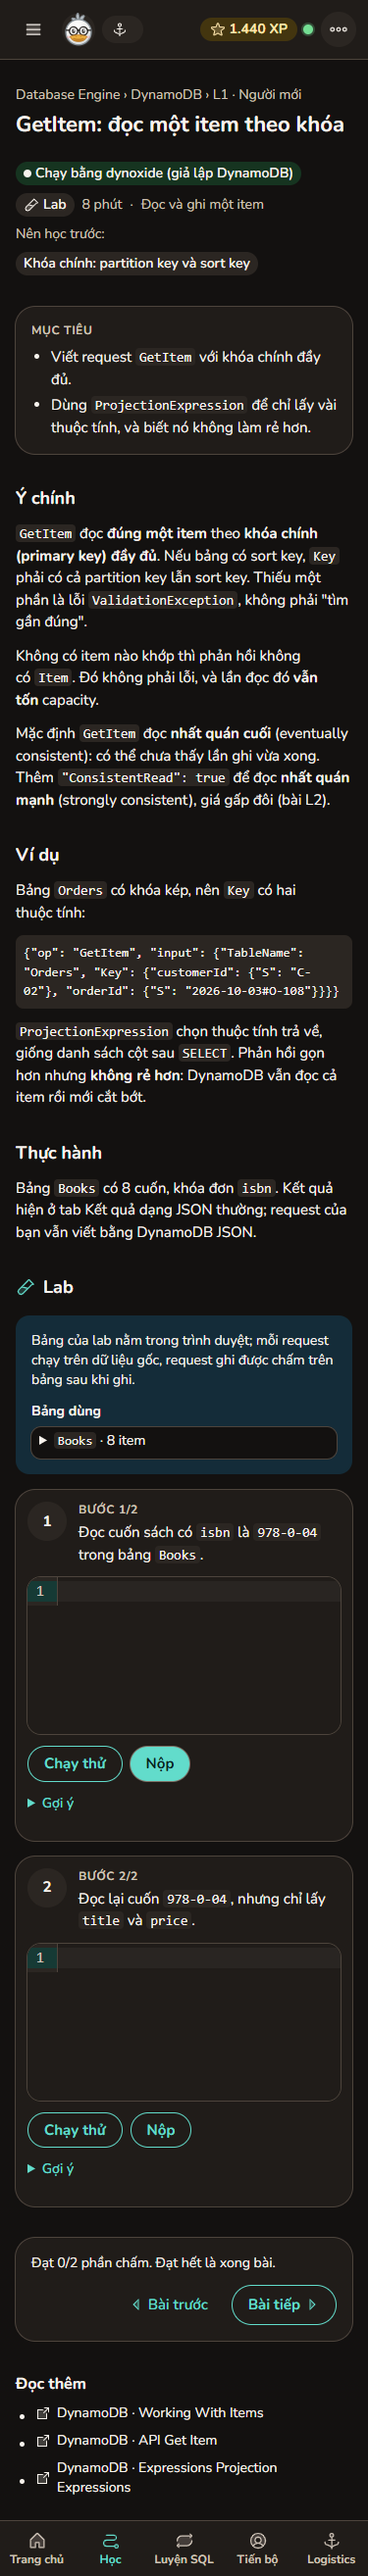 1.440 XP
Database Engine › DynamoDB › L1 · Người mới
GetItem: đọc một item theo khóa
Chạy bằng dynoxide (giả lập DynamoDB)
Lab 8 phút · Đọc và ghi một item
Nên học trước:
Khóa chính: partition key và sort key
MỤC TIÊU
• Viết request GetItem với khóa chính đầy
đủ.
• Dùng ProjectionExpression để chỉ lấy vài
thuộc tính, và biết nó không làm rẻ hơn.
Ý chính
GetItem đọc đúng một item theo khóa chính
(primary key) đầy đủ. Nếu bảng có sort key, Key
phải có cả partition key lẫn sort key. Thiếu một
phần là lỗi ValidationException, không phải "tìm
gần đúng".
Không có item nào khớp thì phản hồi không
có Item. Đó không phải lỗi, và lần đọc đó vẫn
tốn capacity.
Mặc định GetItem đọc nhất quán cuối (eventually
consistent): có thể chưa thấy lần ghi vừa xong.
Thêm "ConsistentRead": true để đọc nhất quán
mạnh (strongly consistent), giá gấp đôi (bài L2).
Ví dụ
Bảng Orders có khóa kép, nên Key có hai
thuộc tính:
{"op": "GetItem", "input": {"TableName":
"Orders", "Key": {"customerId": {"S": "C-
02"}, "orderId": {"S": "2026-10-03#O-108"}}}}
ProjectionExpression chọn thuộc tính trả về,
giống danh sách cột sau SELECT. Phản hồi gọn
hơn nhưng không rẻ hơn: DynamoDB vẫn đọc cả
item rồi mới cắt bớt.
Thực hành
Bảng Books có 8 cuốn, khóa đơn isbn. Kết quả
hiện ở tab Kết quả dạng JSON thường; request của
bạn vẫn viết bằng DynamoDB JSON.
Lab
Bảng của lab nằm trong trình duyệt; mỗi request
chạy trên dữ liệu gốc, request ghi được chấm trên
bảng sau khi ghi.
Bảng dùng
Books · 8 item
1 BƯỚC 1/2
Đọc cuốn sách có isbn là 978-0-04
trong bảng Books.
1
Chạy thử Nộp
Gợi ý
2 BƯỚC 2/2
Đọc lại cuốn 978-0-04, nhưng chỉ lấy
title và price.
1
Chạy thử Nộp
Gợi ý
Đạt 0/2 phần chấm. Đạt hết là xong bài.
Bài trước Bài tiếp
Đọc thêm
• DynamoDB · Working With Items
• DynamoDB · API Get Item
• DynamoDB · Expressions Projection
Expressions
Trang chủ Học Luyện SQL Tiến bộ Logistics